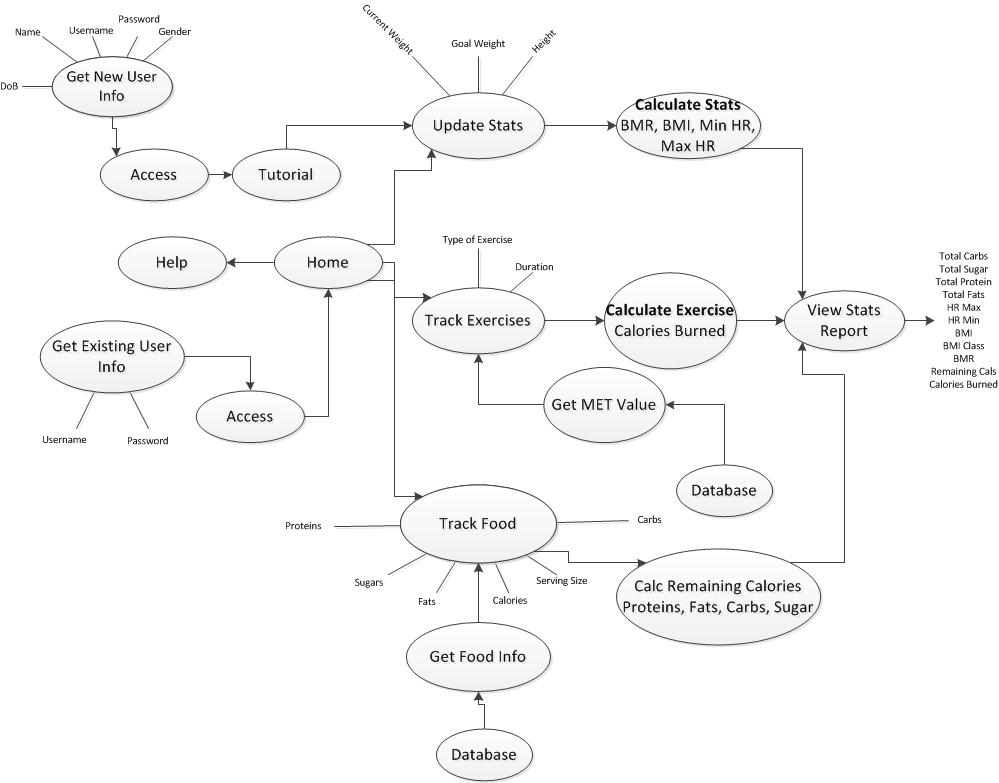 Name
Username
Password
Gender
DoB
Get New User
Info
Access
Tutorial
Current Weight
Goal Weight
Height
Update Stats
Calculate Stats
BMR, BMI, Min HR,
Max HR
Help
Home
Type of Exercise
Duration
Track Exercises
Calculate Exercise
Calories Burned
View Stats
Report
Total Carbs
Total Sugar
Total Protein
Total Fats
HR Max
HR Min
BMI
BMI Class
BMR
Remaining Cals
Calories Burned
Get Existing User
Info
Username
Password
Access
Get MET Value
Database
Track Food
Proteins
Carbs
Sugars
Fats
Calories
Serving Size
Calc Remaining Calories
Proteins, Fats, Carbs, Sugar
Get Food Info
Database